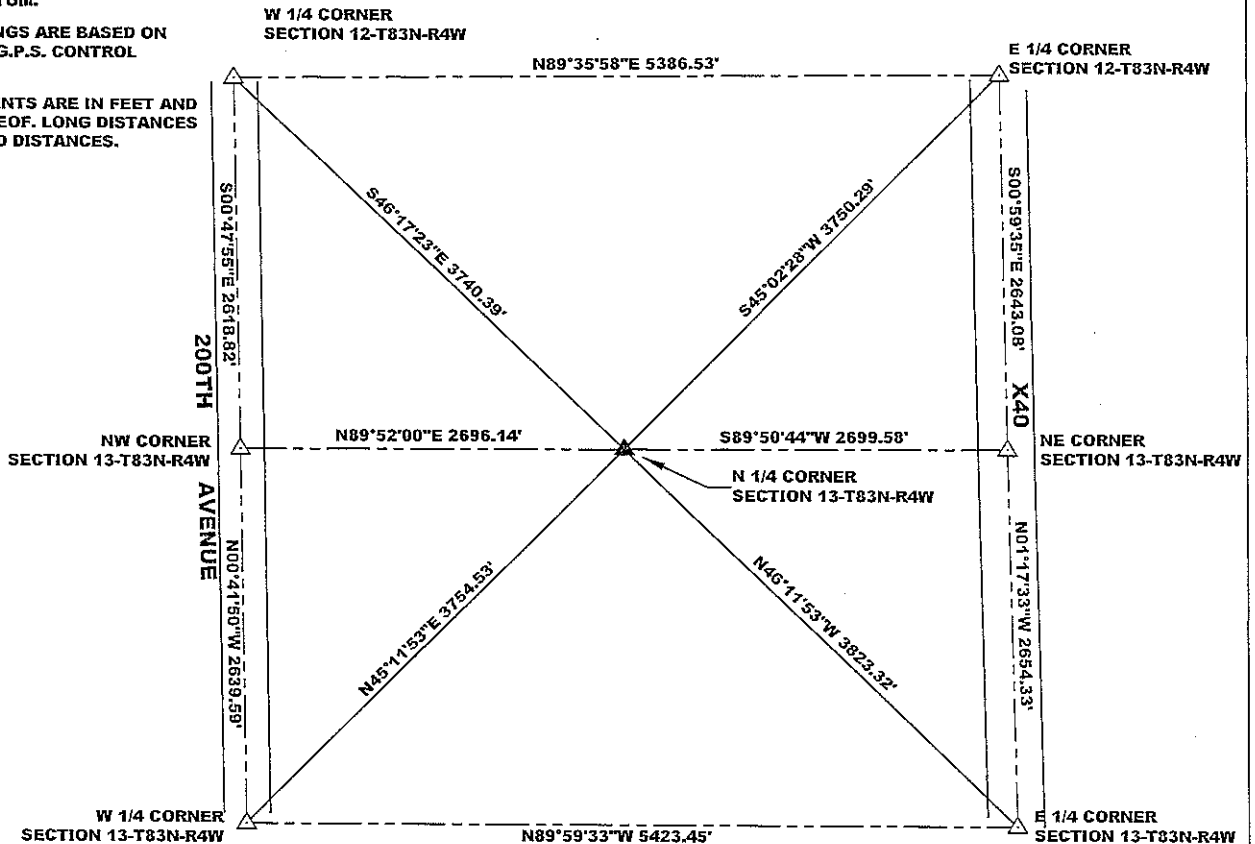 NGS ARE BASED ON
G.P.S. CONTROL
ENTS ARE IN FEET AND
EOF. LONG DISTANCES
D DISTANCES.
W 1/4 CORNER
SECTION 12-T83N-R4W
N89°35'58"E 5386.53'
E 1/4 CORNER
SECTION 12-T83N-R4W
S00°47'55"E 2618.82'
S46°17'23"E 3740.39'
S45°02'28"W 3750.29'
S00°59'35"E 2643.08'
200TH
AVENUE
X40
NW CORNER
SECTION 13-T83N-R4W
N89°52'00"E 2696.14'
S89°50'44"W 2699.58'
NE CORNER
SECTION 13-T83N-R4W
N 1/4 CORNER
SECTION 13-T83N-R4W
N00°41'50"W 2639.59'
N45°11'53"E 3754.53'
N46°11'53"W 3823.32'
N01°17'33"W 2654.33'
W 1/4 CORNER
SECTION 13-T83N-R4W
N89°59'33"W 5423.45'
E 1/4 CORNER
SECTION 13-T83N-R4W